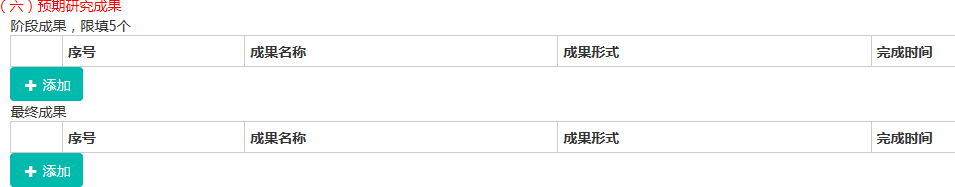 （六）预期研究成果
阶段成果，限填5个
序号 成果名称 成果形式 完成时间
添加
最终成果
序号 成果名称 成果形式 完成时间
添加